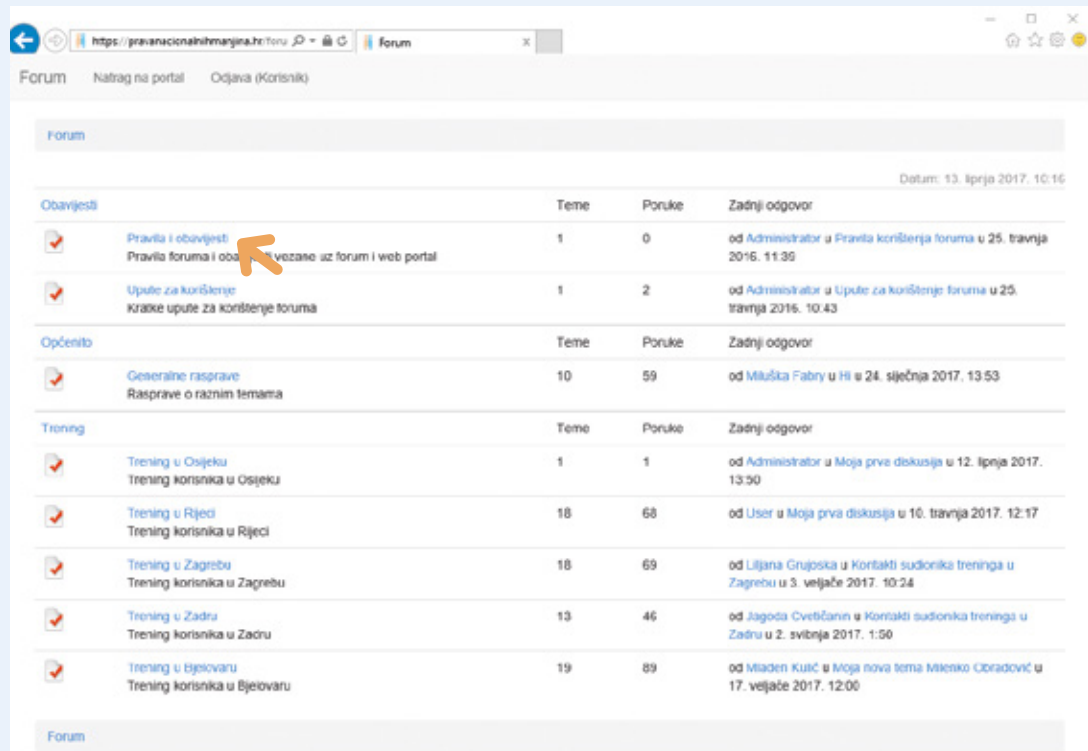 https://pravanacionalnihmanjina.hr/foru
Forum
Forum Natrag na portal Odjava (Korisnik)
Forum
Datum: 13. lipnja 2017. 10:16
Obavijesti Teme Poruke Zadnji odgovor
Pravila i obavijesti 1 0 od Administrator u Pravila korištenja foruma u 25. travnja
Pravila foruma i vezane uz forum i web portal 2016. 11:39
Upute za korištenje 1 2 od Administrator u Upute za korištenje foruma u 25.
Kratke upute za korištenje foruma travnja 2016. 10:43
Općenito Teme Poruke Zadnji odgovor
Generalne rasprave 10 59 od Miluška Fabry u Hi u 24. siječnja 2017. 13:53
Rasprave o raznim temama
Trening Teme Poruke Zadnji odgovor
Trening u Osijeku 1 1 od Administrator u Moja prva diskusija u 12. lipnja 2017.
Trening korisnika u Osijeku 13:50
Trening u Rijeci 18 68 od User u Moja prva diskusija u 10. travnja 2017. 12:17
Trening korisnika u Rijeci
Trening u Zagrebu 18 69 od Liljana Grujoska u Kontakti sudionika treninga u
Trening korisnika u Zagrebu Zagrebu u 3. veljače 2017. 10:24
Trening u Zadru 13 46 od Jagoda Cvetičanin u Kontakti sudionika treninga u
Trening korisnika u Zadru Zadru u 2. svibnja 2017. 1:50
Trening u Bjelovaru 19 89 od Mladen Kulić u Moja nova tema Milenko Obradović u
Trening korisnika u Bjelovaru 17. veljače 2017. 12:00
Forum